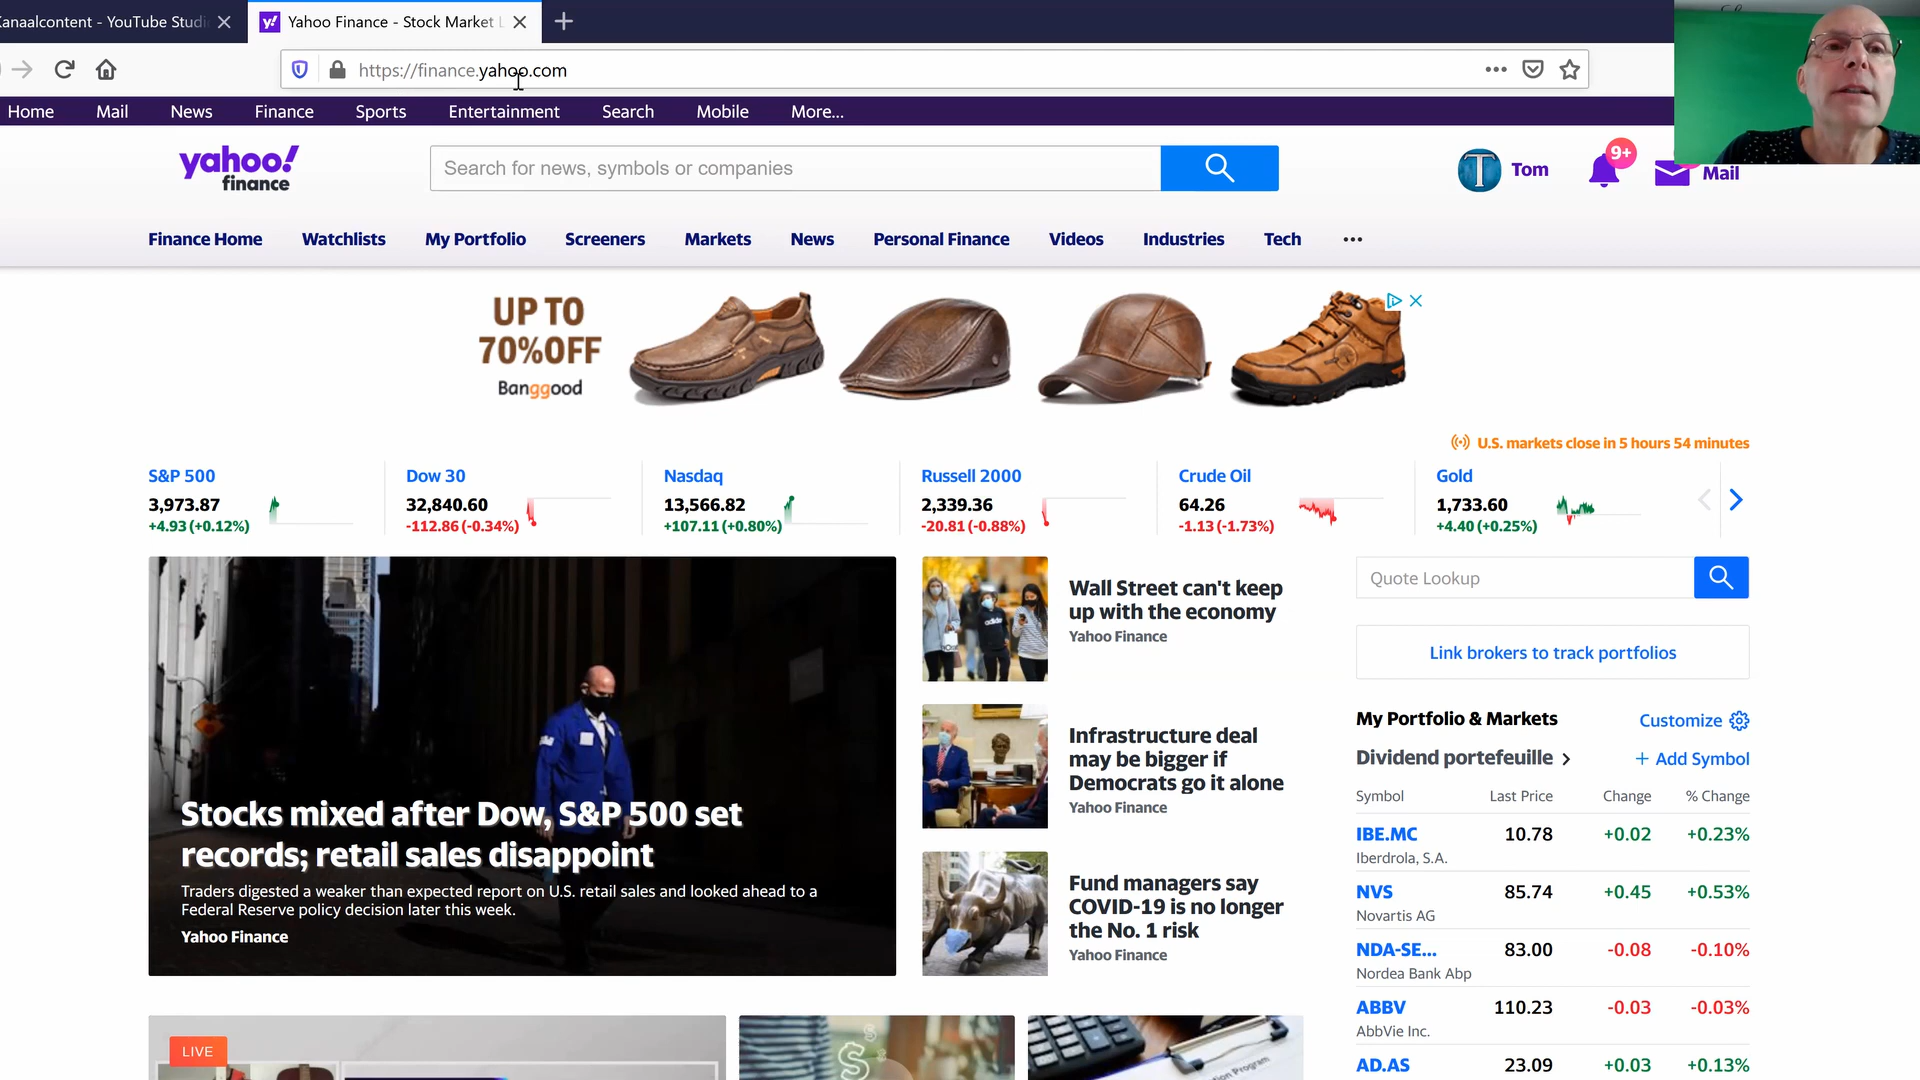 Kanaalcontent - YouTube Studi
Yahoo Finance - Stock Market L
https://finance.yahoo.com
Home Mail News Finance Sports Entertainment Search Mobile More...
yahoo!
finance
Search for news, symbols or companies
T
Tom
9+
Mail
Finance Home Watchlists My Portfolio Screeners Markets News Personal Finance Videos Industries Tech
UP TO
70%OFF
Banggood
U.S. markets close in 5 hours 54 minutes
S&P 500
3,973.87
+4.93 (+0.12%)
Dow 30
32,840.60
-112.86 (-0.34%)
Nasdaq
13,566.82
+107.11 (+0.80%)
Russell 2000
2,339.36
-20.81 (-0.88%)
Crude Oil
64.26
-1.13 (-1.73%)
Gold
1,733.60
+4.40 (+0.25%)
Stocks mixed after Dow, S&P 500 set
records; retail sales disappoint
Traders digested a weaker than expected report on U.S. retail sales and looked ahead to a
Federal Reserve policy decision later this week.
Yahoo Finance
Wall Street can't keep
up with the economy
Yahoo Finance
Infrastructure deal
may be bigger if
Democrats go it alone
Yahoo Finance
Fund managers say
COVID-19 is no longer
the No. 1 risk
Yahoo Finance
Quote Lookup
Link brokers to track portfolios
My Portfolio & Markets
Customize
Dividend portefeuille
+ Add Symbol
Symbol Last Price Change % Change
IBE.MC 10.78 +0.02 +0.23%
Iberdrola, S.A.
NVS 85.74 +0.45 +0.53%
Novartis AG
NDA-SE... 83.00 -0.08 -0.10%
Nordea Bank Abp
ABBV 110.23 -0.03 -0.03%
AbbVie Inc.
AD.AS 23.09 +0.03 +0.13%
LIVE